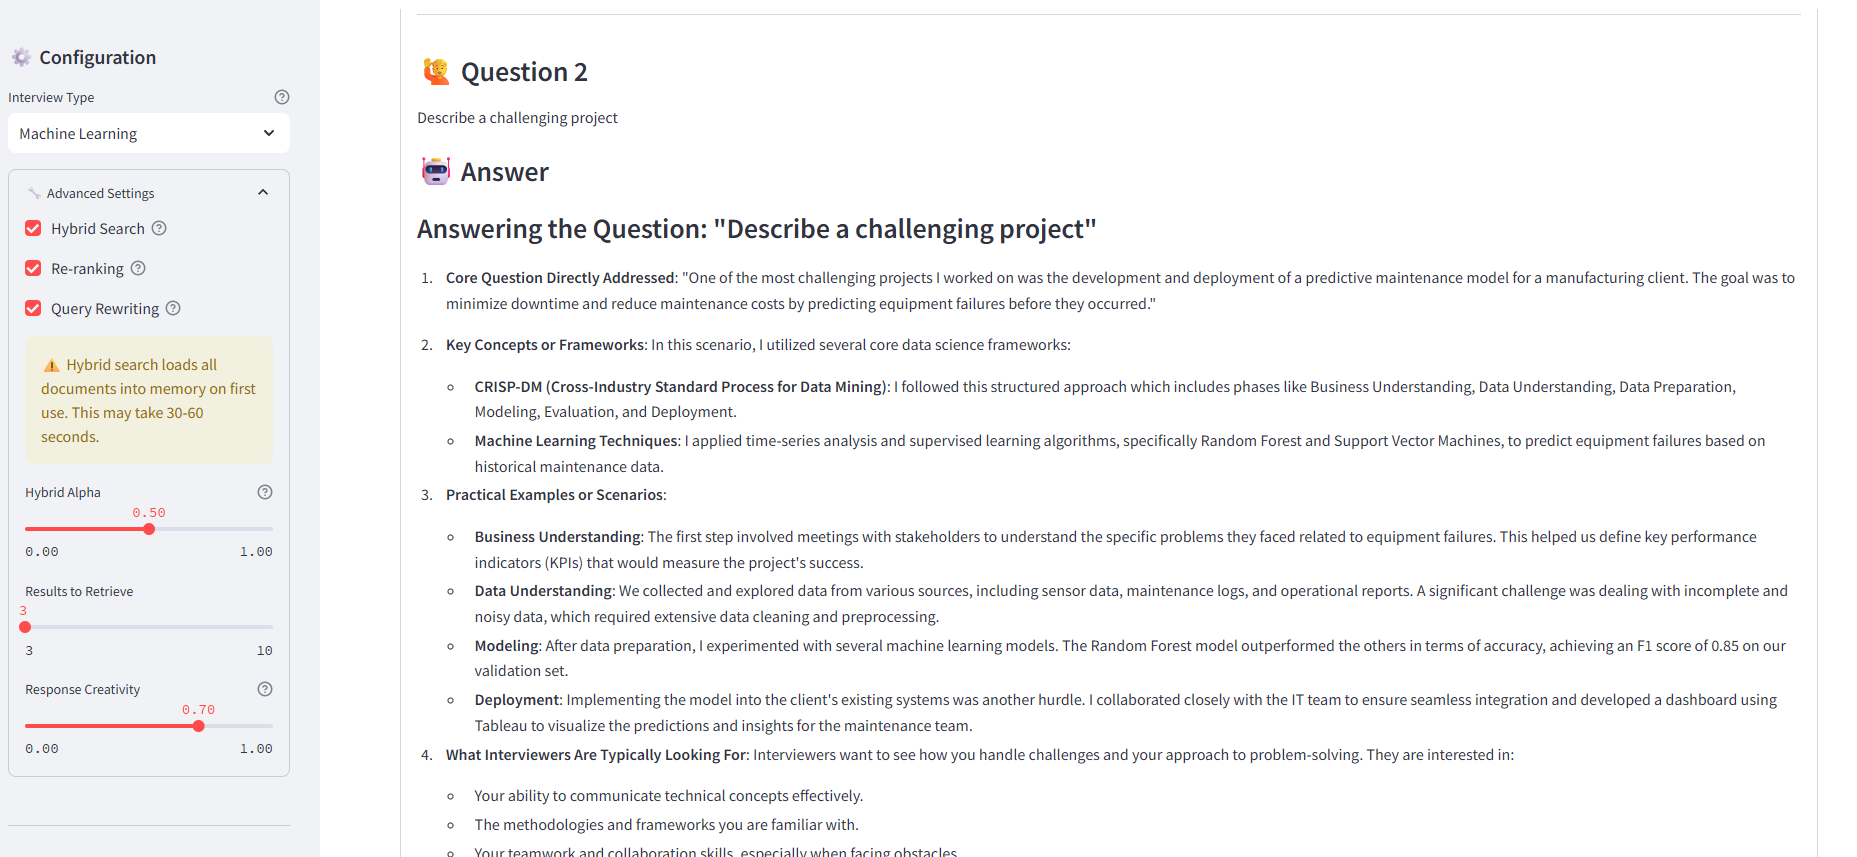 Configuration
Interview Type
Machine Learning
Advanced Settings
Hybrid Search
Re-ranking
Query Rewriting
Hybrid search loads all
documents into memory on first
use. This may take 30-60
seconds.
Hybrid Alpha
0.50
0.00 1.00
Results to Retrieve
3
3 10
Response Creativity
0.70
0.00 1.00
Question 2
Describe a challenging project
Answer
Answering the Question: "Describe a challenging project"
1. Core Question Directly Addressed: "One of the most challenging projects I worked on was the development and deployment of a predictive maintenance model for a manufacturing client. The goal was to
minimize downtime and reduce maintenance costs by predicting equipment failures before they occurred."
2. Key Concepts or Frameworks: In this scenario, I utilized several core data science frameworks:
CRISP-DM (Cross-Industry Standard Process for Data Mining): I followed this structured approach which includes phases like Business Understanding, Data Understanding, Data Preparation,
Modeling, Evaluation, and Deployment.
Machine Learning Techniques: I applied time-series analysis and supervised learning algorithms, specifically Random Forest and Support Vector Machines, to predict equipment failures based on
historical maintenance data.
3. Practical Examples or Scenarios:
Business Understanding: The first step involved meetings with stakeholders to understand the specific problems they faced related to equipment failures. This helped us define key performance
indicators (KPIs) that would measure the project's success.
Data Understanding: We collected and explored data from various sources, including sensor data, maintenance logs, and operational reports. A significant challenge was dealing with incomplete and
noisy data, which required extensive data cleaning and preprocessing.
Modeling: After data preparation, I experimented with several machine learning models. The Random Forest model outperformed the others in terms of accuracy, achieving an F1 score of 0.85 on our
validation set.
Deployment: Implementing the model into the client's existing systems was another hurdle. I collaborated closely with the IT team to ensure seamless integration and developed a dashboard using
Tableau to visualize the predictions and insights for the maintenance team.
4. What Interviewers Are Typically Looking For: Interviewers want to see how you handle challenges and your approach to problem-solving. They are interested in:
Your ability to communicate technical concepts effectively.
The methodologies and frameworks you are familiar with.
Your teamwork and collaboration skills, especially when facing obstacles.